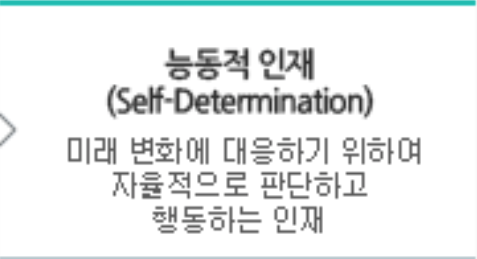 능동적 인재
(Self-Determination)
미래 변화에 대응하기 위하여
자율적으로 판단하고
행동하는 인재